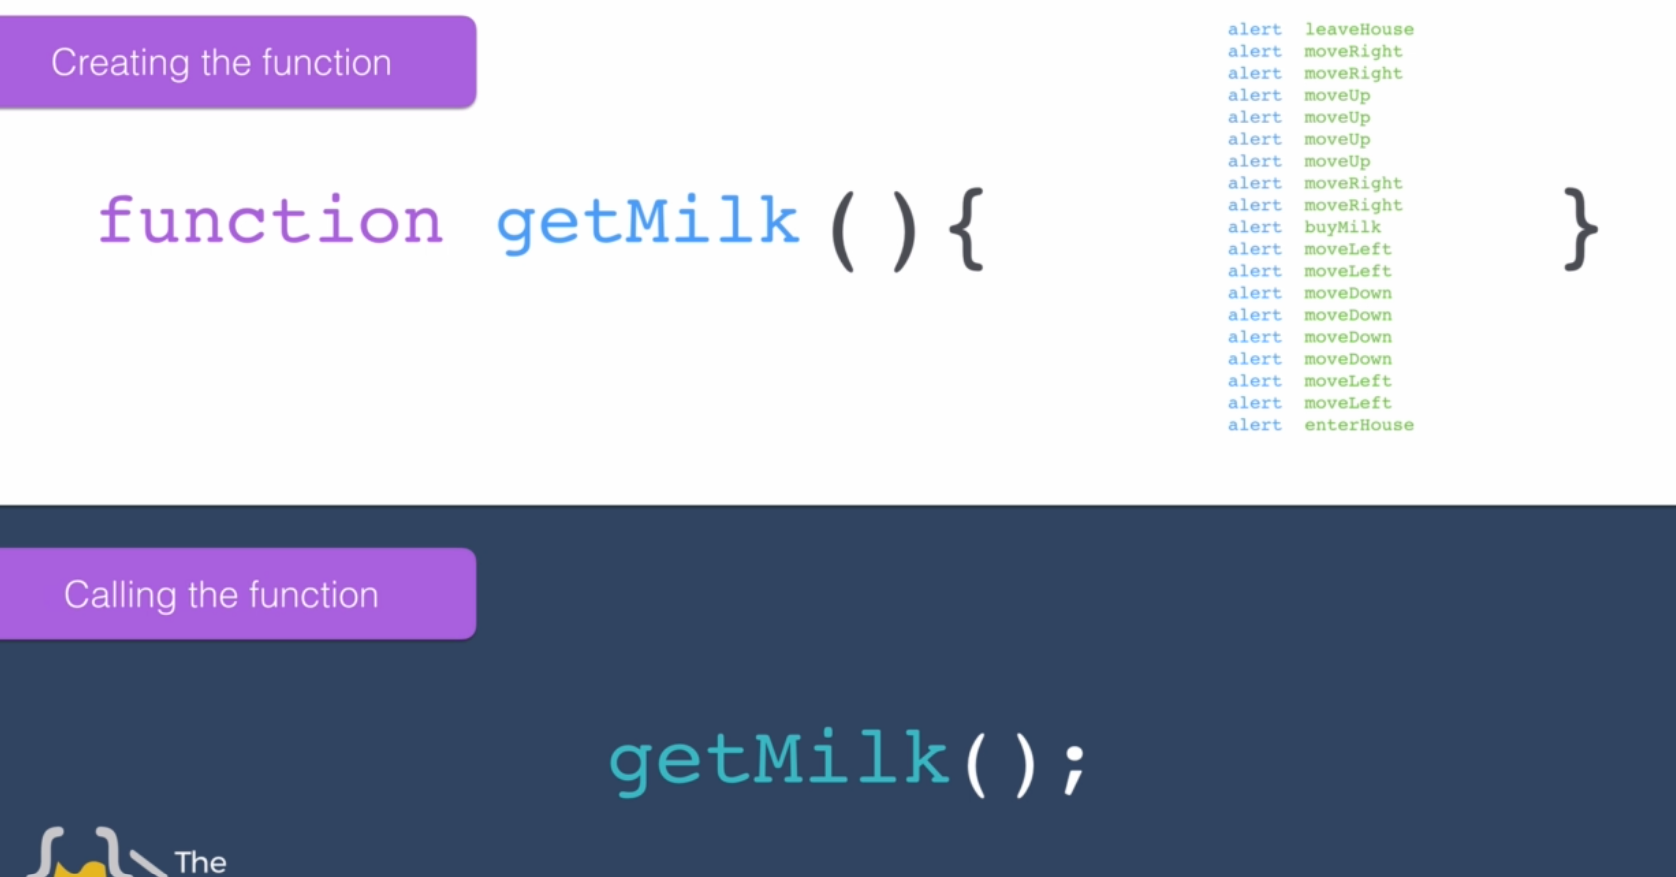 Creating the function
function getMilk(){
alert leaveHouse
alert moveRight
alert moveRight
alert moveUp
alert moveUp
alert moveUp
alert moveUp
alert moveRight
alert moveRight
alert buyMilk
alert moveLeft
alert moveLeft
alert moveDown
alert moveDown
alert moveDown
alert moveDown
alert moveLeft
alert moveLeft
alert enterHouse
}
Calling the function
getMilk();
The